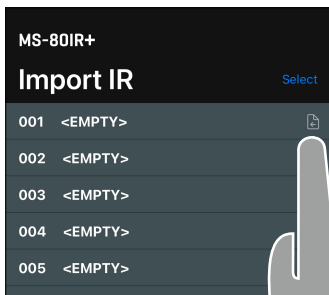 MS-80IR+
Import IR
Select
001 <EMPTY>
002 <EMPTY>
003 <EMPTY>
004 <EMPTY>
005 <EMPTY>